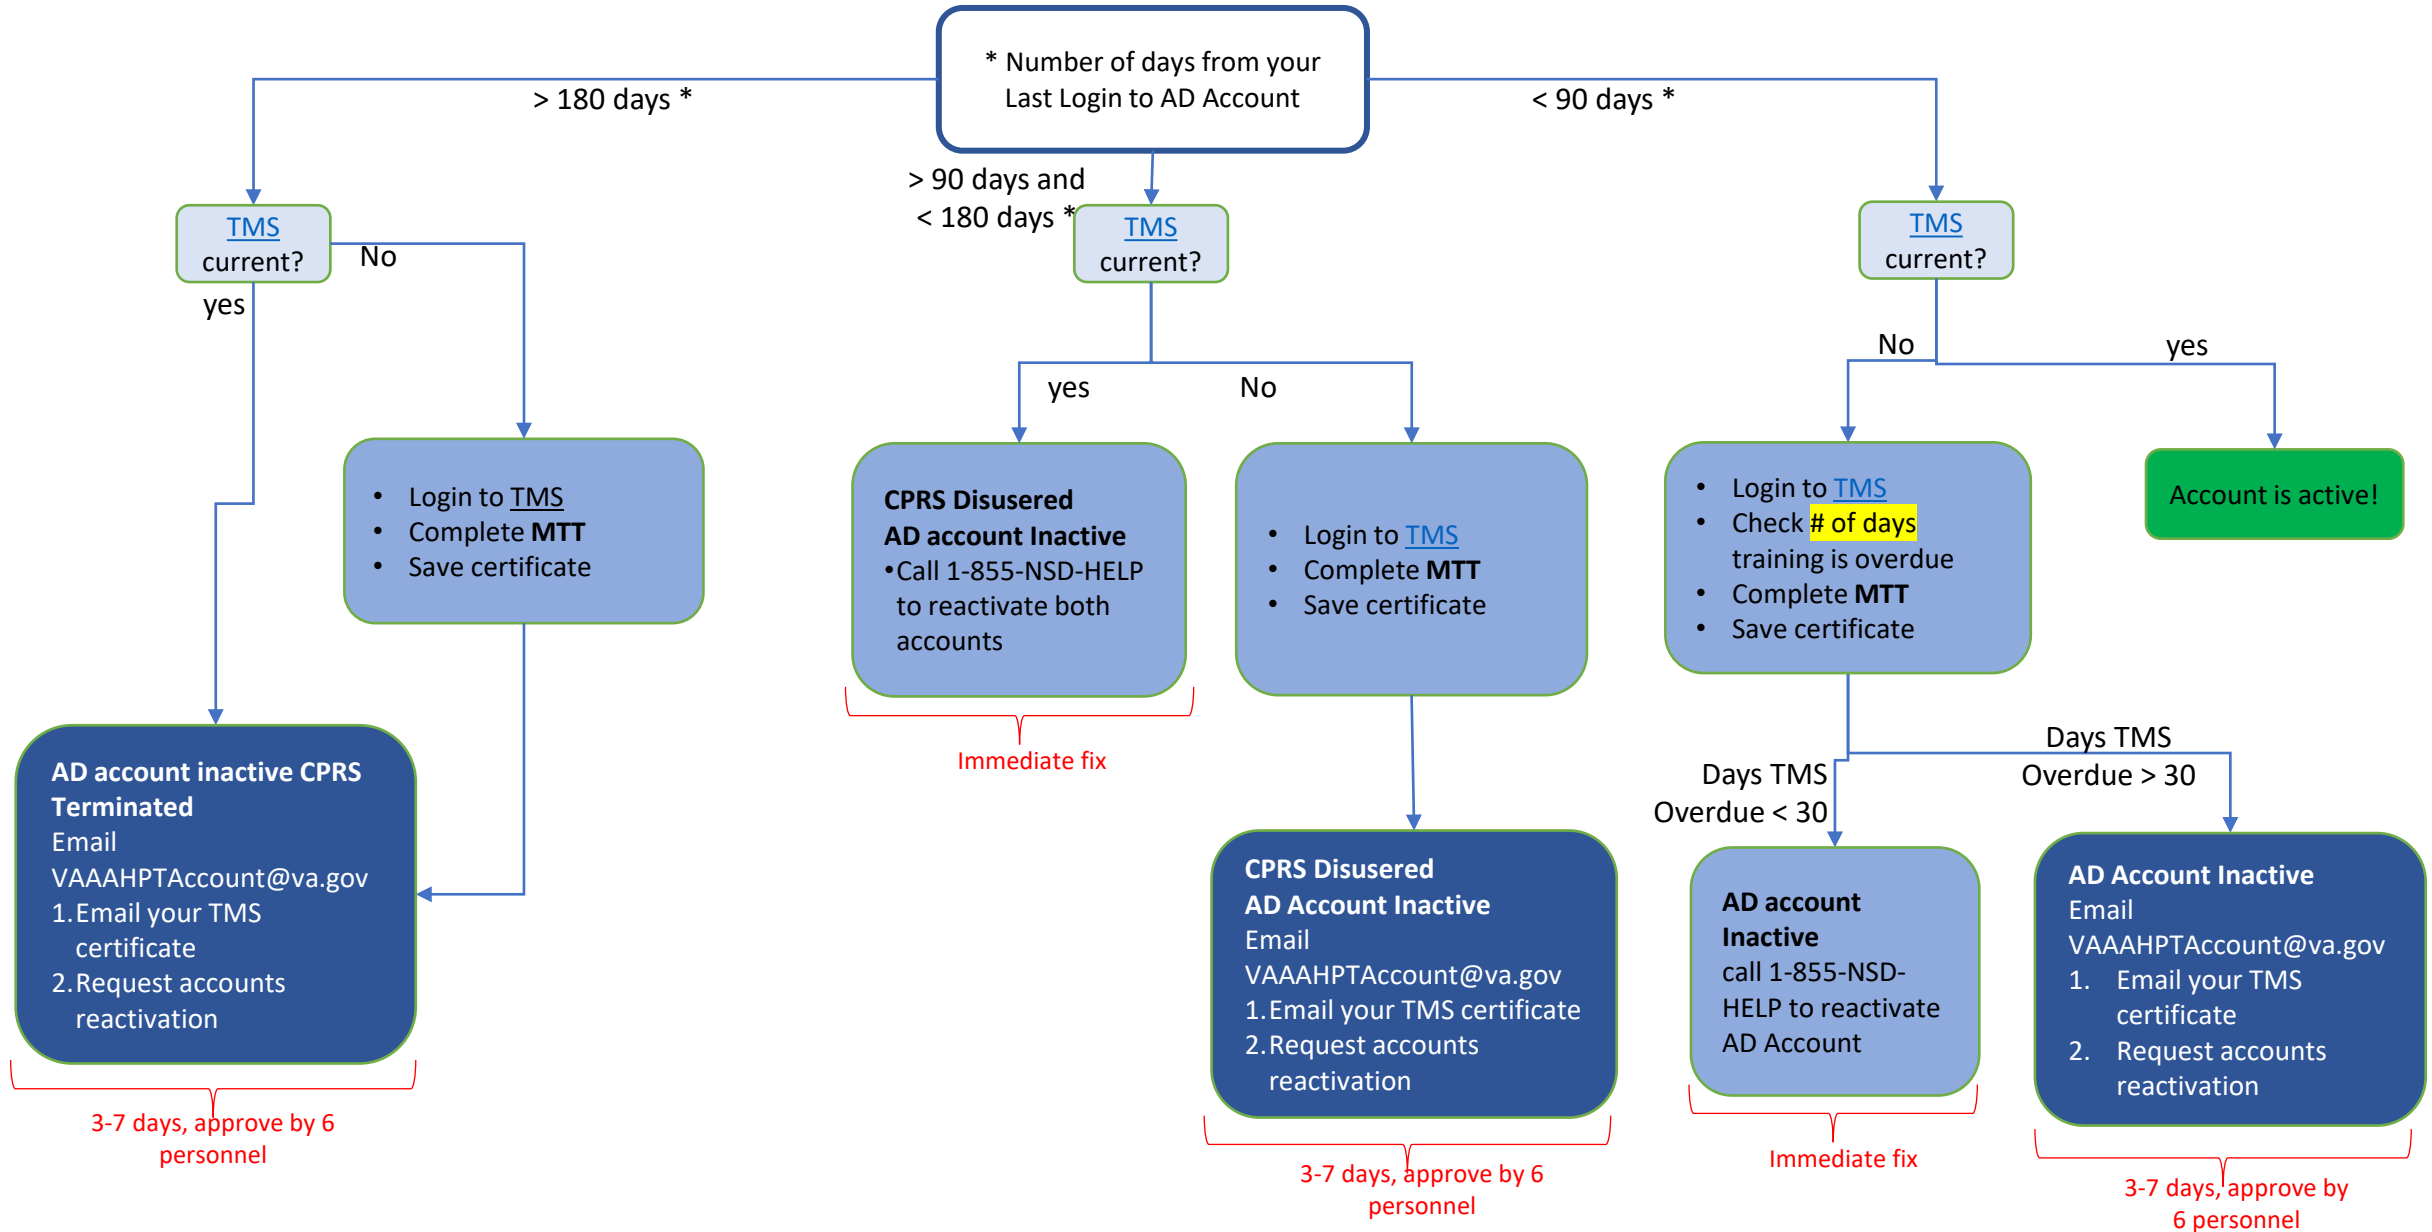 * Number of days from your
Last Login to AD Account
> 180 days *
> 90 days and
< 180 days *
< 90 days *
TMS
current?
No
yes
TMS
current?
yes
No
TMS
current?
No
yes
• Login to TMS
• Complete MTT
• Save certificate
CPRS Disusered
AD account Inactive
•Call 1-855-NSD-HELP
to reactivate both
accounts
Immediate fix
• Login to TMS
• Complete MTT
• Save certificate
• Login to TMS
• Check # of days
training is overdue
• Complete MTT
• Save certificate
Account is active!
Days TMS
Overdue < 30
Days TMS
Overdue > 30
AD account inactive CPRS
Terminated
Email
VAAAHPTAccount@va.gov
1.Email your TMS
certificate
2.Request accounts
reactivation
3-7 days, approve by 6
personnel
CPRS Disusered
AD Account Inactive
Email
VAAAHPTAccount@va.gov
1.Email your TMS certificate
2.Request accounts
reactivation
3-7 days, approve by 6
personnel
AD account
Inactive
call 1-855-NSD-
HELP to reactivate
AD Account
Immediate fix
AD Account Inactive
Email
VAAAHPTAccount@va.gov
1. Email your TMS
certificate
2. Request accounts
reactivation
3-7 days, approve by
6 personnel